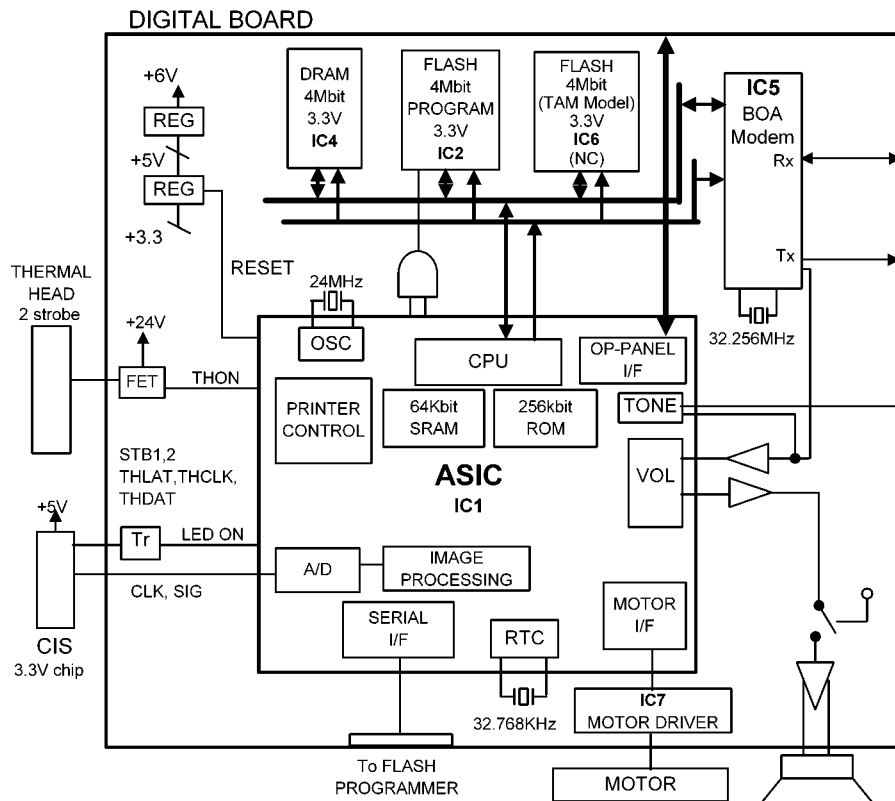 DIGITAL BOARD
+6V
REG
+5V
REG
+3.3
DRAM
4Mbit
3.3V
IC4
FLASH
4Mbit
PROGRAM
3.3V
IC2
FLASH
4Mbit
(TAM Model)
3.3V
IC6
(NC)
IC5
BOA
Modem
Rx
Tx
32.256MHz
RESET
24MHz
OSC
THERMAL
HEAD
2 strobe
+24V
FET
THON
CPU
OP-PANEL
I/F
PRINTER
CONTROL
64Kbit
SRAM
256kbit
ROM
TONE
STB1,2
THLAT,THCLK,
THDAT
ASIC
IC1
VOL
+5V
Tr
LED ON
CLK, SIG
CIS
3.3V chip
A/D
IMAGE
PROCESSING
SERIAL
I/F
RTC
32.768KHz
MOTOR
I/F
IC7
MOTOR DRIVER
To FLASH
PROGRAMMER
MOTOR